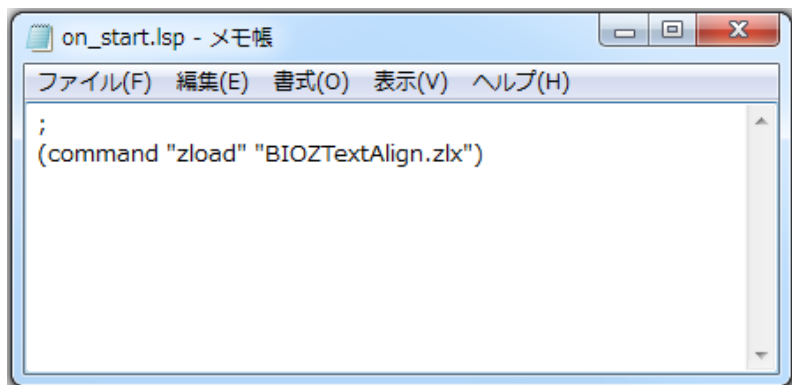 on_start.lsp - メモ帳
ファイル(F) 編集(E) 書式(O) 表示(V) ヘルプ(H)
;
(command "zload" "BIOZTextAlign.zlx")